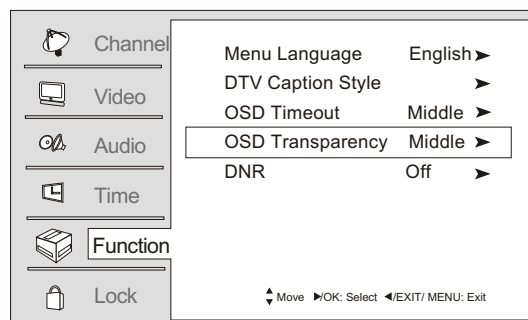 Channel
Video
Audio
Time
Function
Lock
Menu Language English
DTV Caption Style
OSD Timeout Middle
OSD Transparency Middle
DNR Off
Move /OK: Select /EXIT/ MENU: Exit